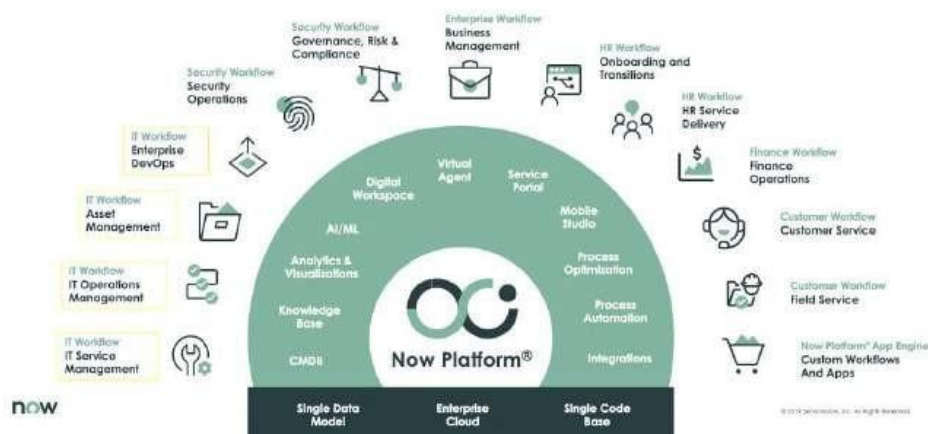 Security Workflow
Governance, Risk &
Compliance
Enterprise Workflow
Business
Management
HR Workflow
Onboarding and
Transitions
Security Workflow
Security
Operations
HR Workflow
HR Service
Delivery
IT Workflow
Enterprise
DevOps
Finance Workflow
Finance
Operations
IT Workflow
Asset
Management
Customer Workflow
Customer Service
IT Workflow
IT Operations
Management
Customer Workflow
Field Service
IT Workflow
IT Service
Management
Now Platform® App Engine
Custom Workflows
And Apps
Virtual
Agent
Digital
Workspace
Service
Portal
AI/ML
Mobile
Studio
Analytics &
Visualizations
Process
Optimization
Knowledge
Base
Process
Automation
CMDB
Integrations
Now Platform®
Single Data
Model
Enterprise
Cloud
Single Code
Base
now
$
All Rights Reserved.